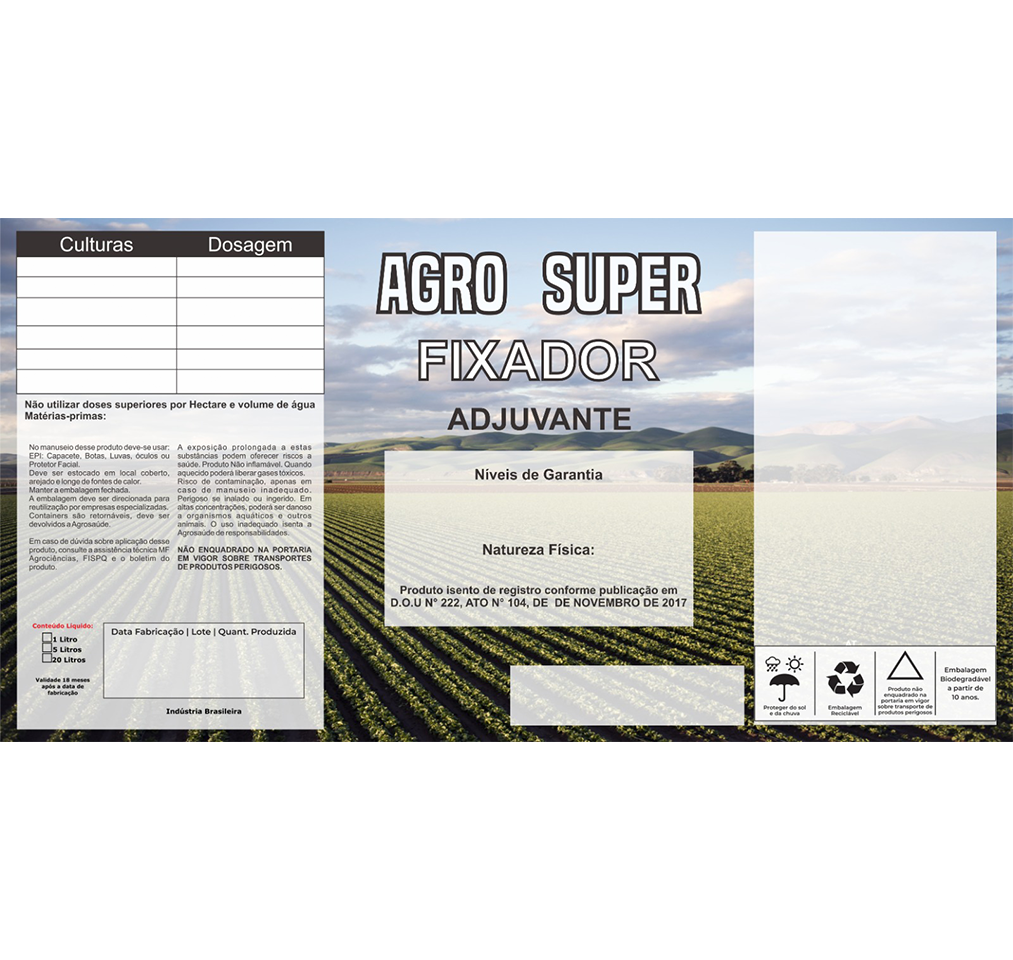 Culturas Dosagem
Não utilizar doses superiores por Hectare e volume de água
Matérias-primas:
No manuseio desse produto deve-se usar:
EPI: Capacete, Botas, Luvas, óculos ou
Protetor Facial.
Deve ser estocado em local coberto,
arejado e longe de fontes de calor.
Manter a embalagem fechada.
A embalagem deve ser direcionada para
reutilização por empresas especializadas.
Containers são retornáveis, deve ser
devolvidos a Agrosaúde.
Em caso de dúvida sobre aplicação desse
produto, consulte a assistência técnica MF
Agrociências, FISPQ e o boletim do
produto.
A exposição prolongada a estas
substâncias podem oferecer riscos a
saúde. Produto Não inflamável. Quando
aquecido poderá liberar gases tóxicos.
Risco de contaminação, apenas em
caso de manuseio inadequado.
Perigoso se inalado ou ingerido. Em
altas concentrações, poderá ser danoso
a organismos aquáticos e outros
animais. O uso inadequado isenta a
Agrosaúde de responsabilidades.
NÃO ENQUADRADO NA PORTARIA
EM VIGOR SOBRE TRANSPORTES
DE PRODUTOS PERIGOSOS.
Conteúdo Líquido:
1 Litro
5 Litros
20 Litros
Validade 18 meses
após a data de
fabricação
Data Fabricação | Lote | Quant. Produzida
Indústria Brasileira
AGRO SUPER
FIXADOR
ADJUVANTE
Níveis de Garantia
Natureza Física:
Produto isento de registro conforme publicação em
D.O.U N° 222, ATO N° 104, DE DE NOVEMBRO DE 2017
Proteger do sol
e da chuva
Embalagem
Reciclável
Produto não
enquadrado na
portaria em vigor
sobre transporte de
produtos perigosos
Embalagem
Biodegradável
a partir de
10 anos.